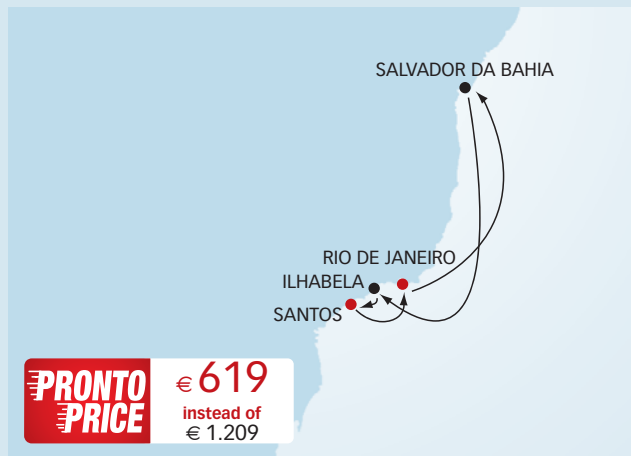 SALVADOR DA BAHIA
RIO DE JANEIRO
ILHABELA
SANTOS
PRONTO
PRICE
€ 619
instead of
€ 1.209